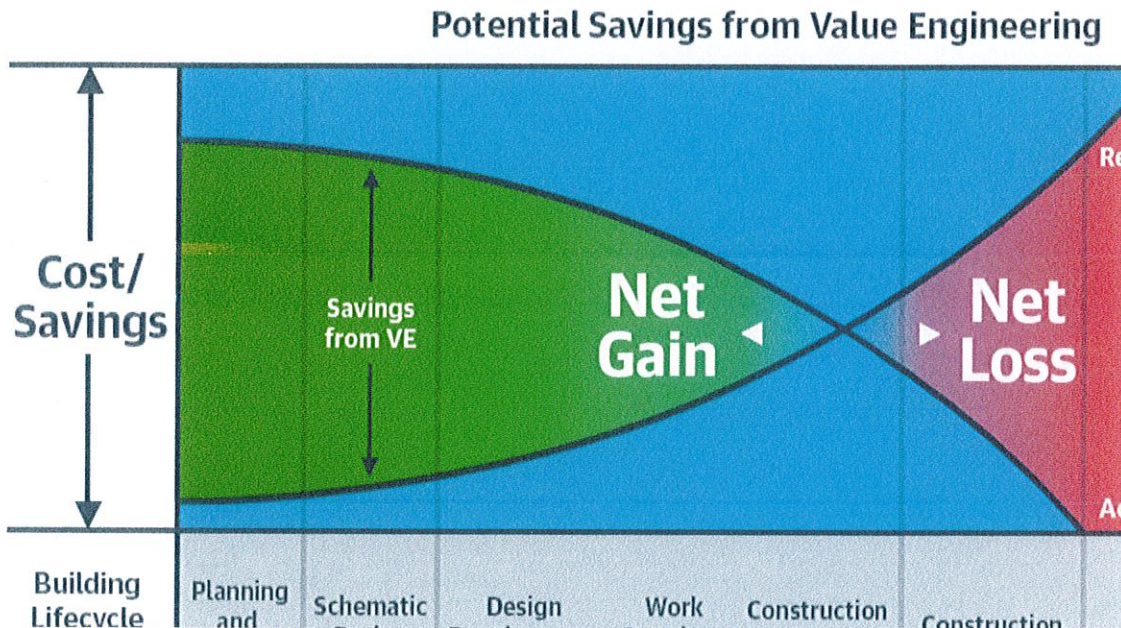 Potential Savings from Value Engineering
Cost/
Savings
Savings
from VE
Net
Gain
Net
Loss
Building
Lifecycle
Planning
and
Schematic
Design
Work
Construction
Construction